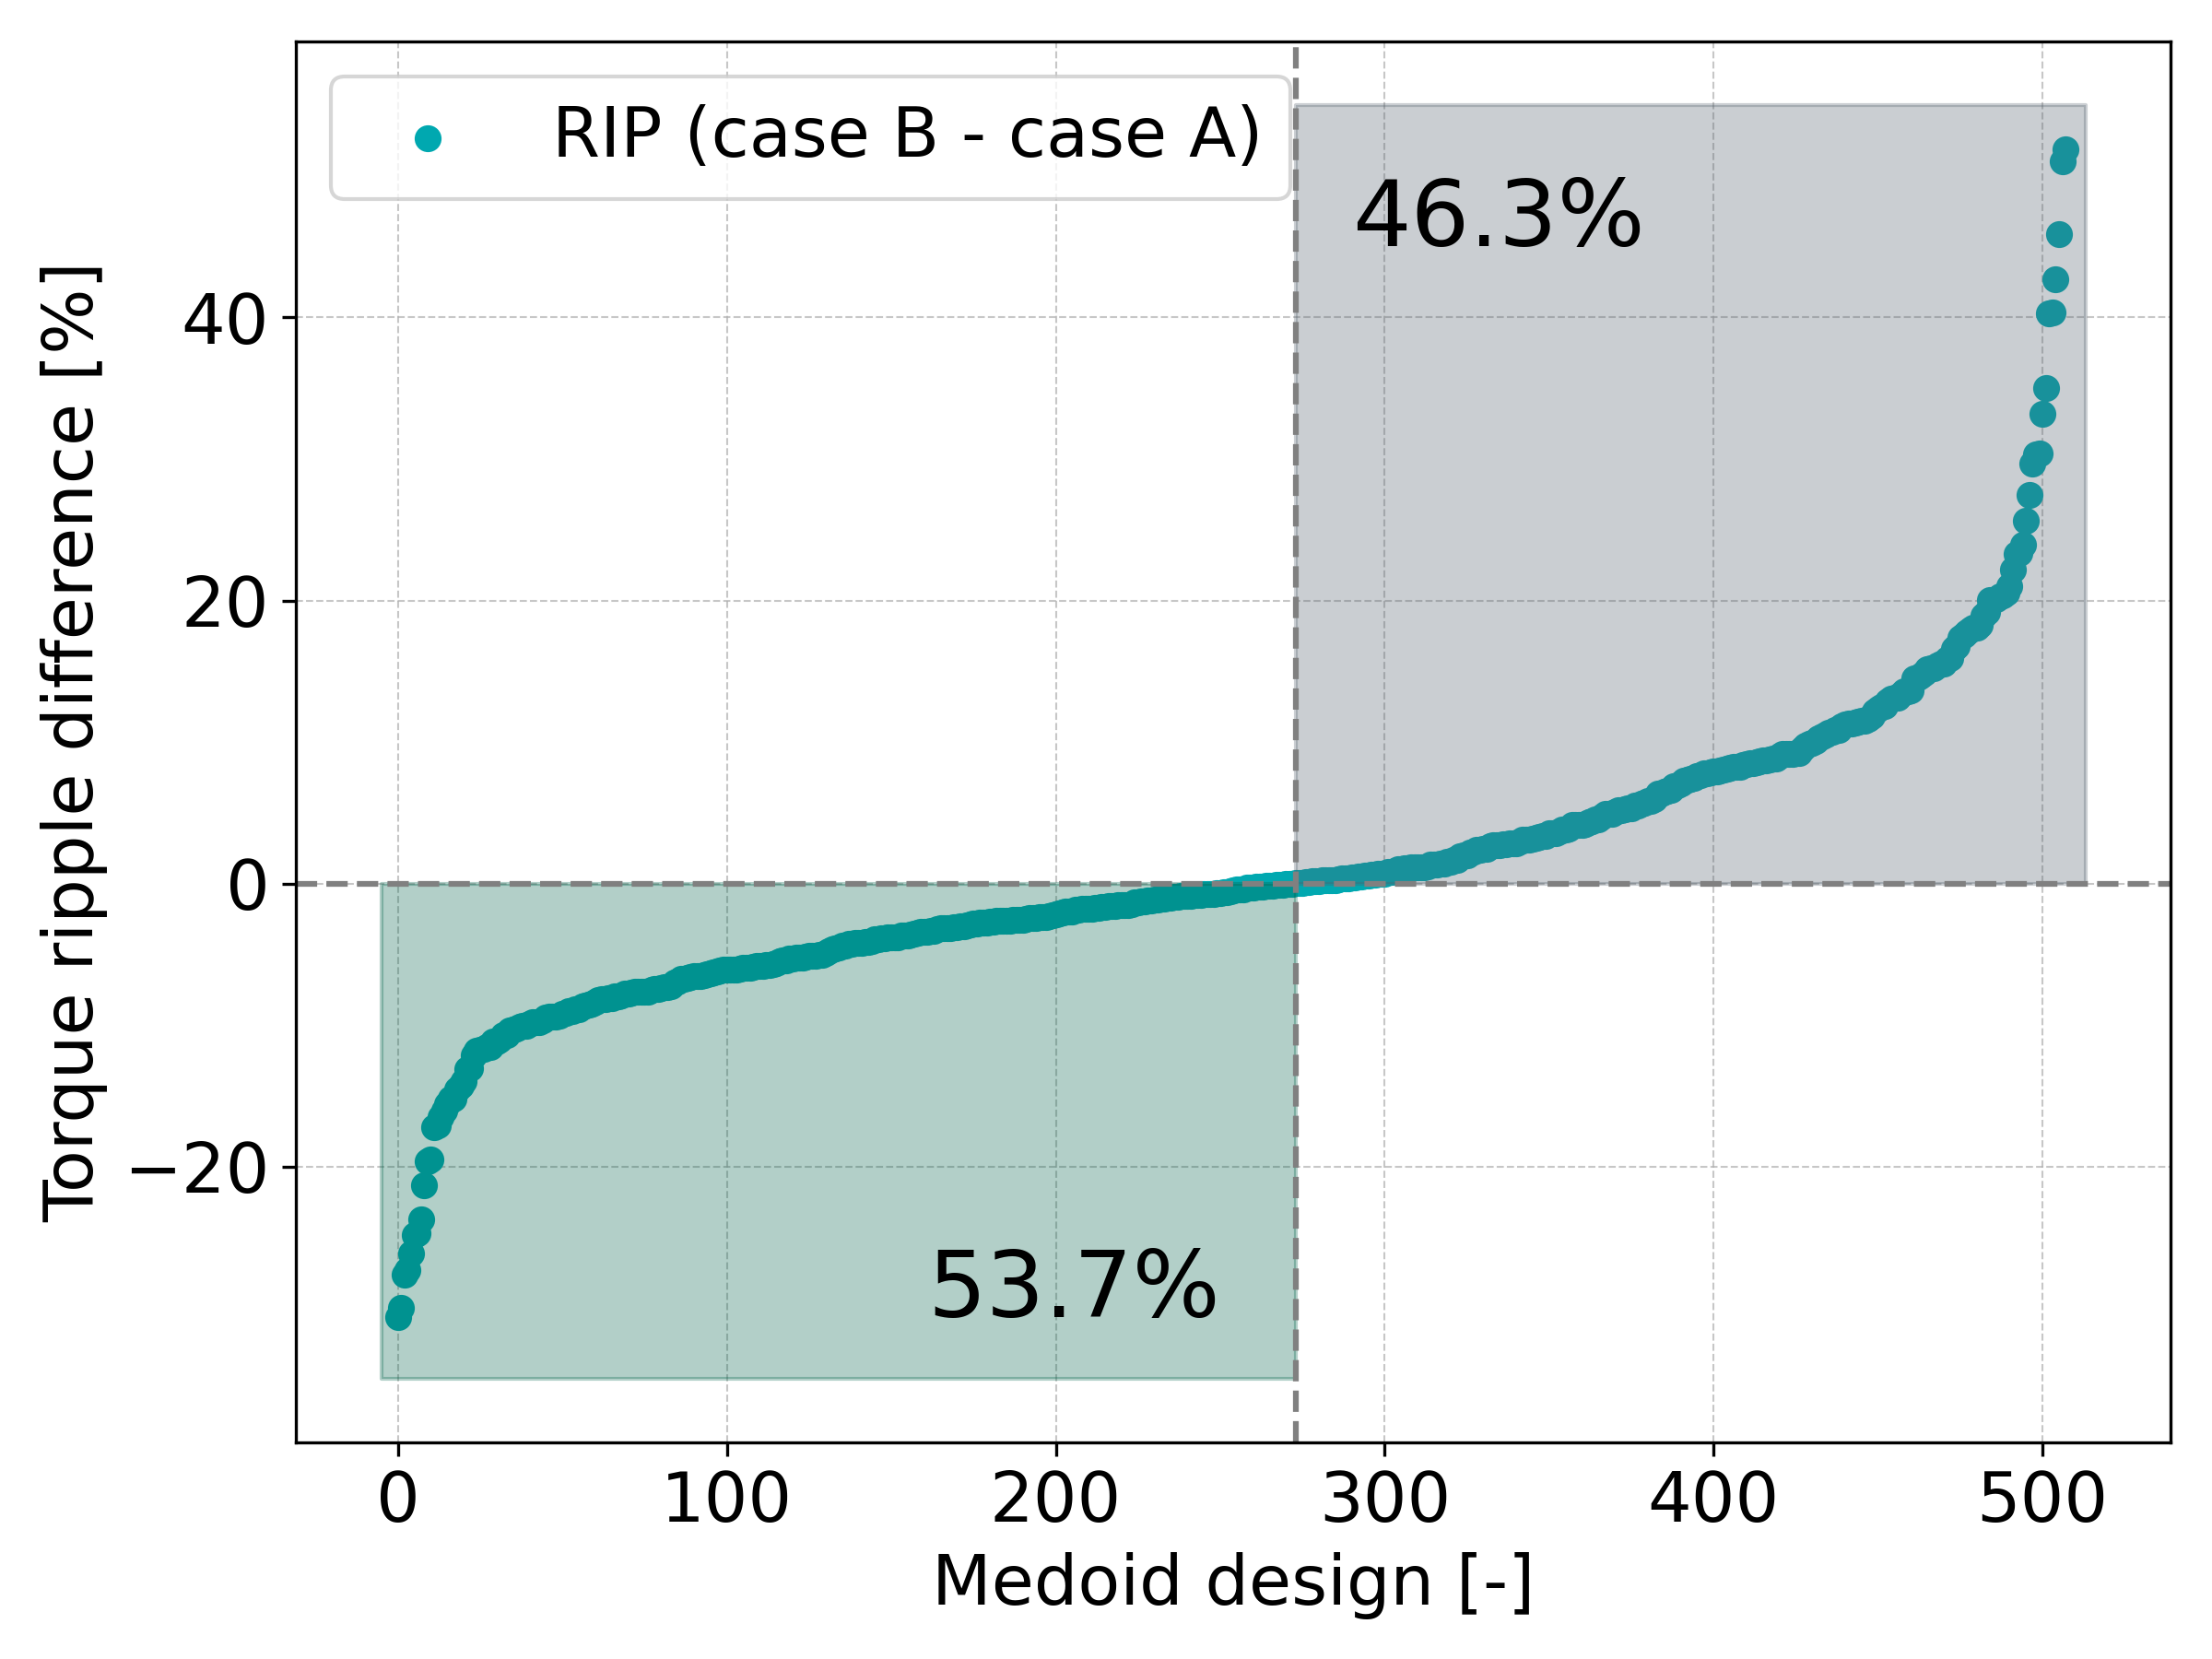 RIP (case B - case A)
46.3%
53.7%
Torque ripple difference [%]
40
20
0
−20
0 100 200 300 400 500
Medoid design [-]